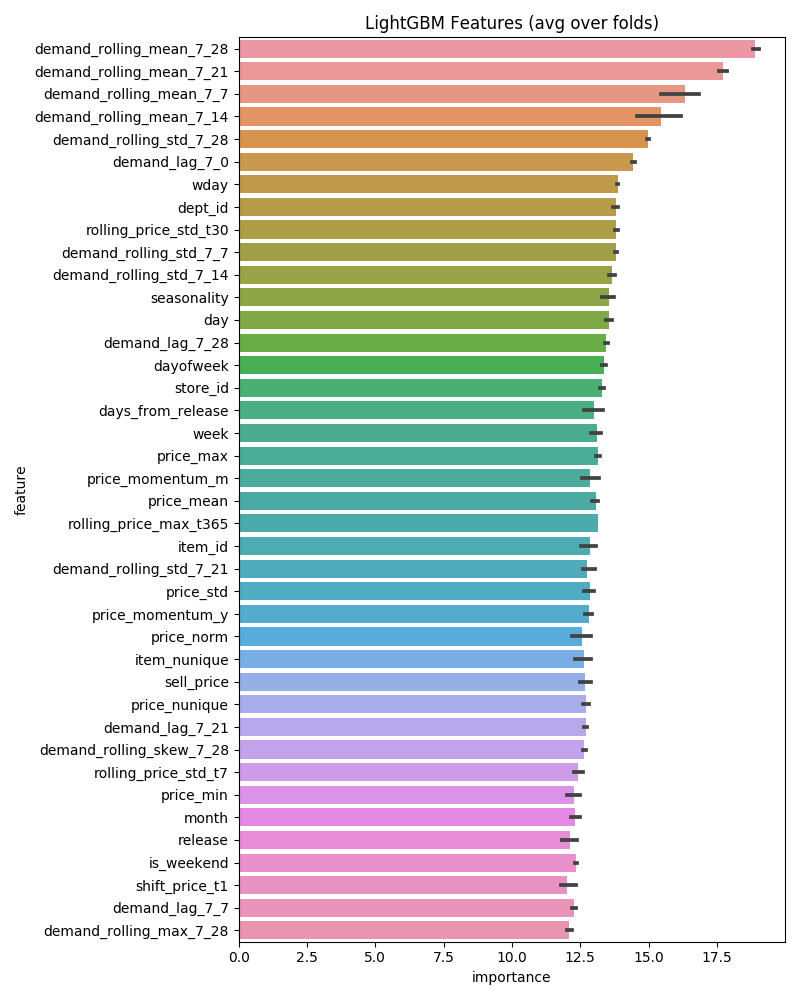 LightGBM Features (avg over folds)
feature
demand_rolling_mean_7_28
demand_rolling_mean_7_21
demand_rolling_mean_7_7
demand_rolling_mean_7_14
demand_rolling_std_7_28
demand_lag_7_0
wday
dept_id
rolling_price_std_t30
demand_rolling_std_7_7
demand_rolling_std_7_14
seasonality
day
demand_lag_7_28
dayofweek
store_id
days_from_release
week
price_max
price_momentum_m
price_mean
rolling_price_max_t365
item_id
demand_rolling_std_7_21
price_std
price_momentum_y
price_norm
item_nunique
sell_price
price_nunique
demand_lag_7_21
demand_rolling_skew_7_28
rolling_price_std_t7
price_min
month
release
is_weekend
shift_price_t1
demand_lag_7_7
demand_rolling_max_7_28
0.0 2.5 5.0 7.5 10.0 12.5 15.0 17.5
importance